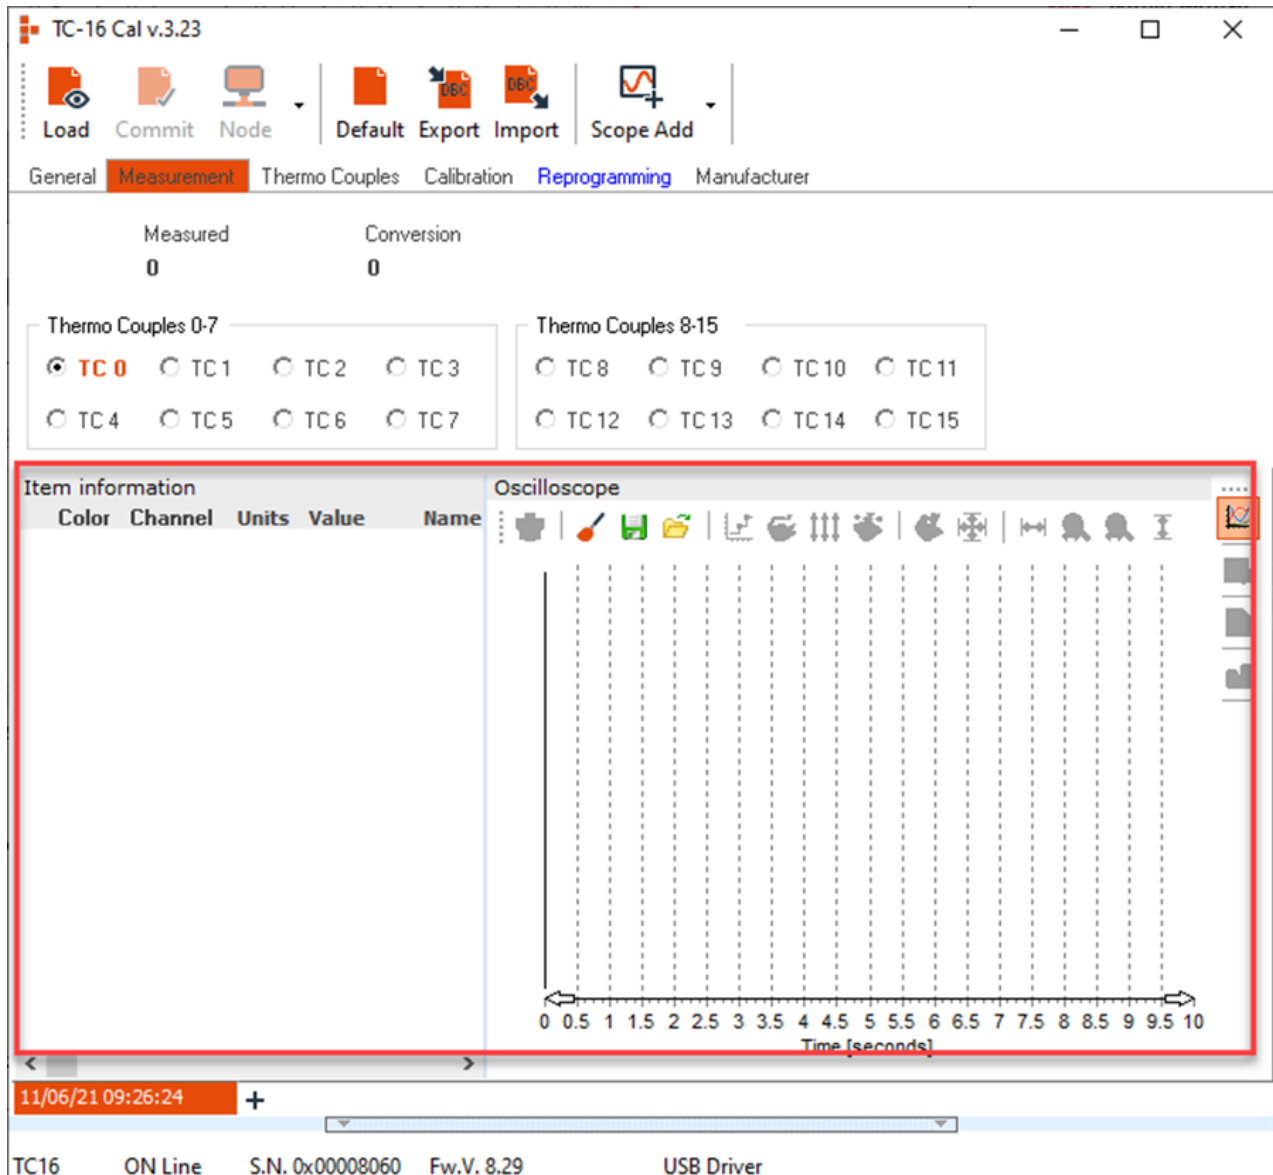 TC-16 Cal v.3.23
Load Commit Node Default Export Import Scope Add
DBC DBC
General Measurement Thermo Couples Calibration Reprogramming Manufacturer
Measured Conversion
0 0
Thermo Couples 0-7 Thermo Couples 8-15
TC 0 TC 1 TC 2 TC 3 TC 8 TC 9 TC 10 TC 11
TC 4 TC 5 TC 6 TC 7 TC 12 TC 13 TC 14 TC 15
Item information Oscilloscope
Color Channel Units Value Name
0 0.5 1 1.5 2 2.5 3 3.5 4 4.5 5 5.5 6 6.5 7 7.5 8 8.5 9 9.5 10
Time [seconds]
11/06/21 09:26:24
TC16 ON Line S.N. 0x00008060 Fw.V. 8.29 USB Driver